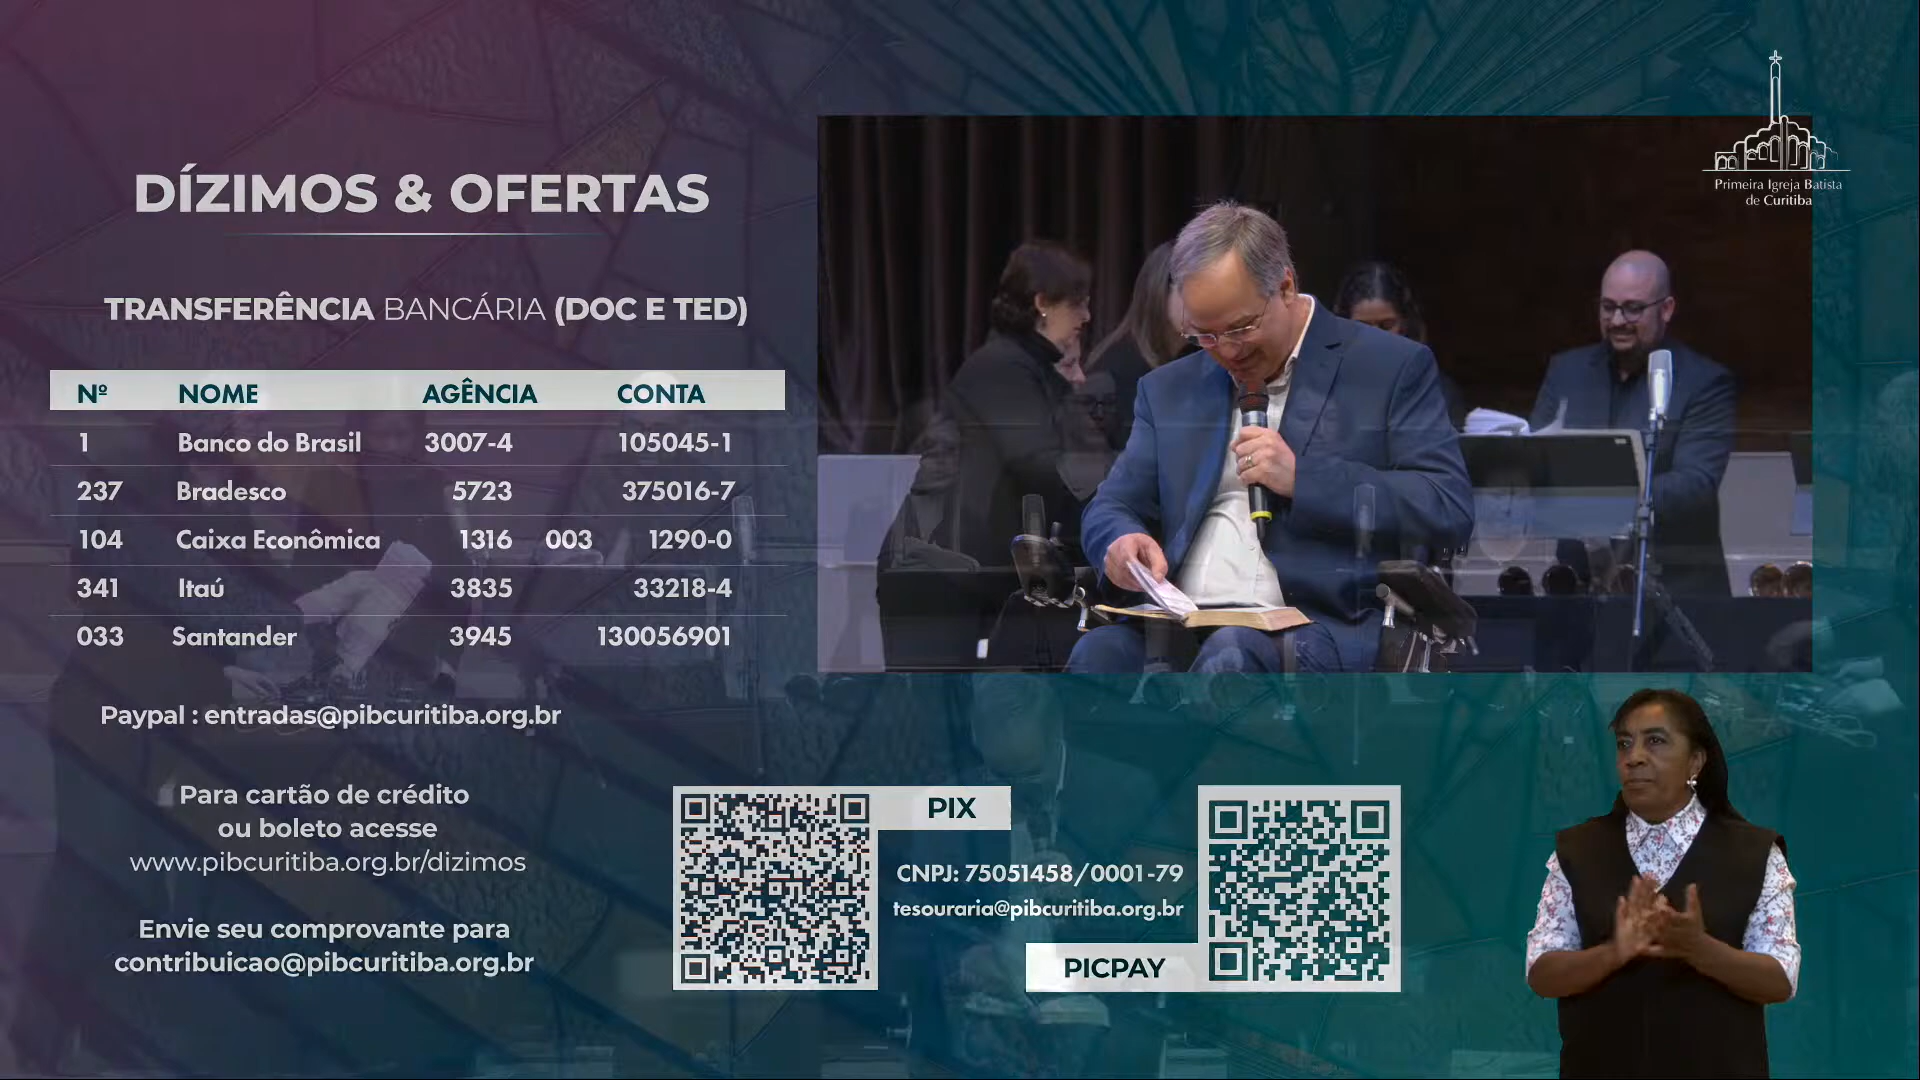 DÍZIMOS & OFERTAS
TRANSFERÊNCIA BANCÁRIA (DOC E TED)
Nº NOME AGÊNCIA CONTA
1 Banco do Brasil 3007-4 105045-1
237 Bradesco 5723 375016-7
104 Caixa Econômica 1316 003 1290-0
341 Itaú 3835 33218-4
033 Santander 3945 130056901
Paypal : entradas@pibcuritiba.org.br
Para cartão de crédito
ou boleto acesse
www.pibcuritiba.org.br/dizimos
Envie seu comprovante para
contribuicao@pibcuritiba.org.br
PIX
CNPJ: 75051458/0001-79
tesouraria@pibcuritiba.org.br
PICPAY
Primeira Igreja Batista
de Curitiba